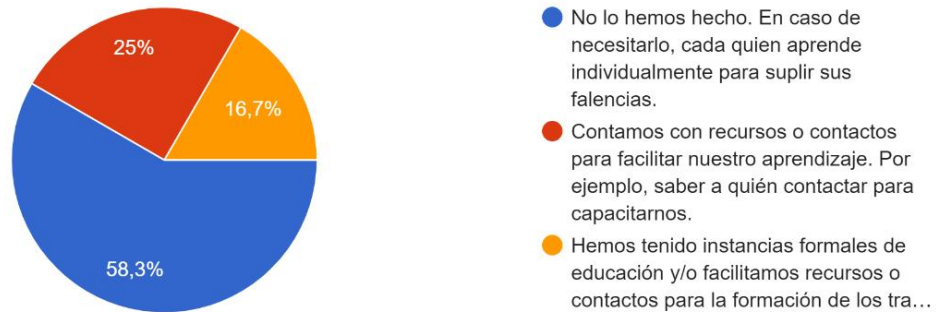 25%
16,7%
58,3%
No lo hemos hecho. En caso de
necesitarlo, cada quien aprende
individualmente para suplir sus
falencias.
Contamos con recursos o contactos
para facilitar nuestro aprendizaje. Por
ejemplo, saber a quién contactar para
capacitarnos.
Hemos tenido instancias formales de
educación y/o facilitamos recursos o
contactos para la formación de los tra…